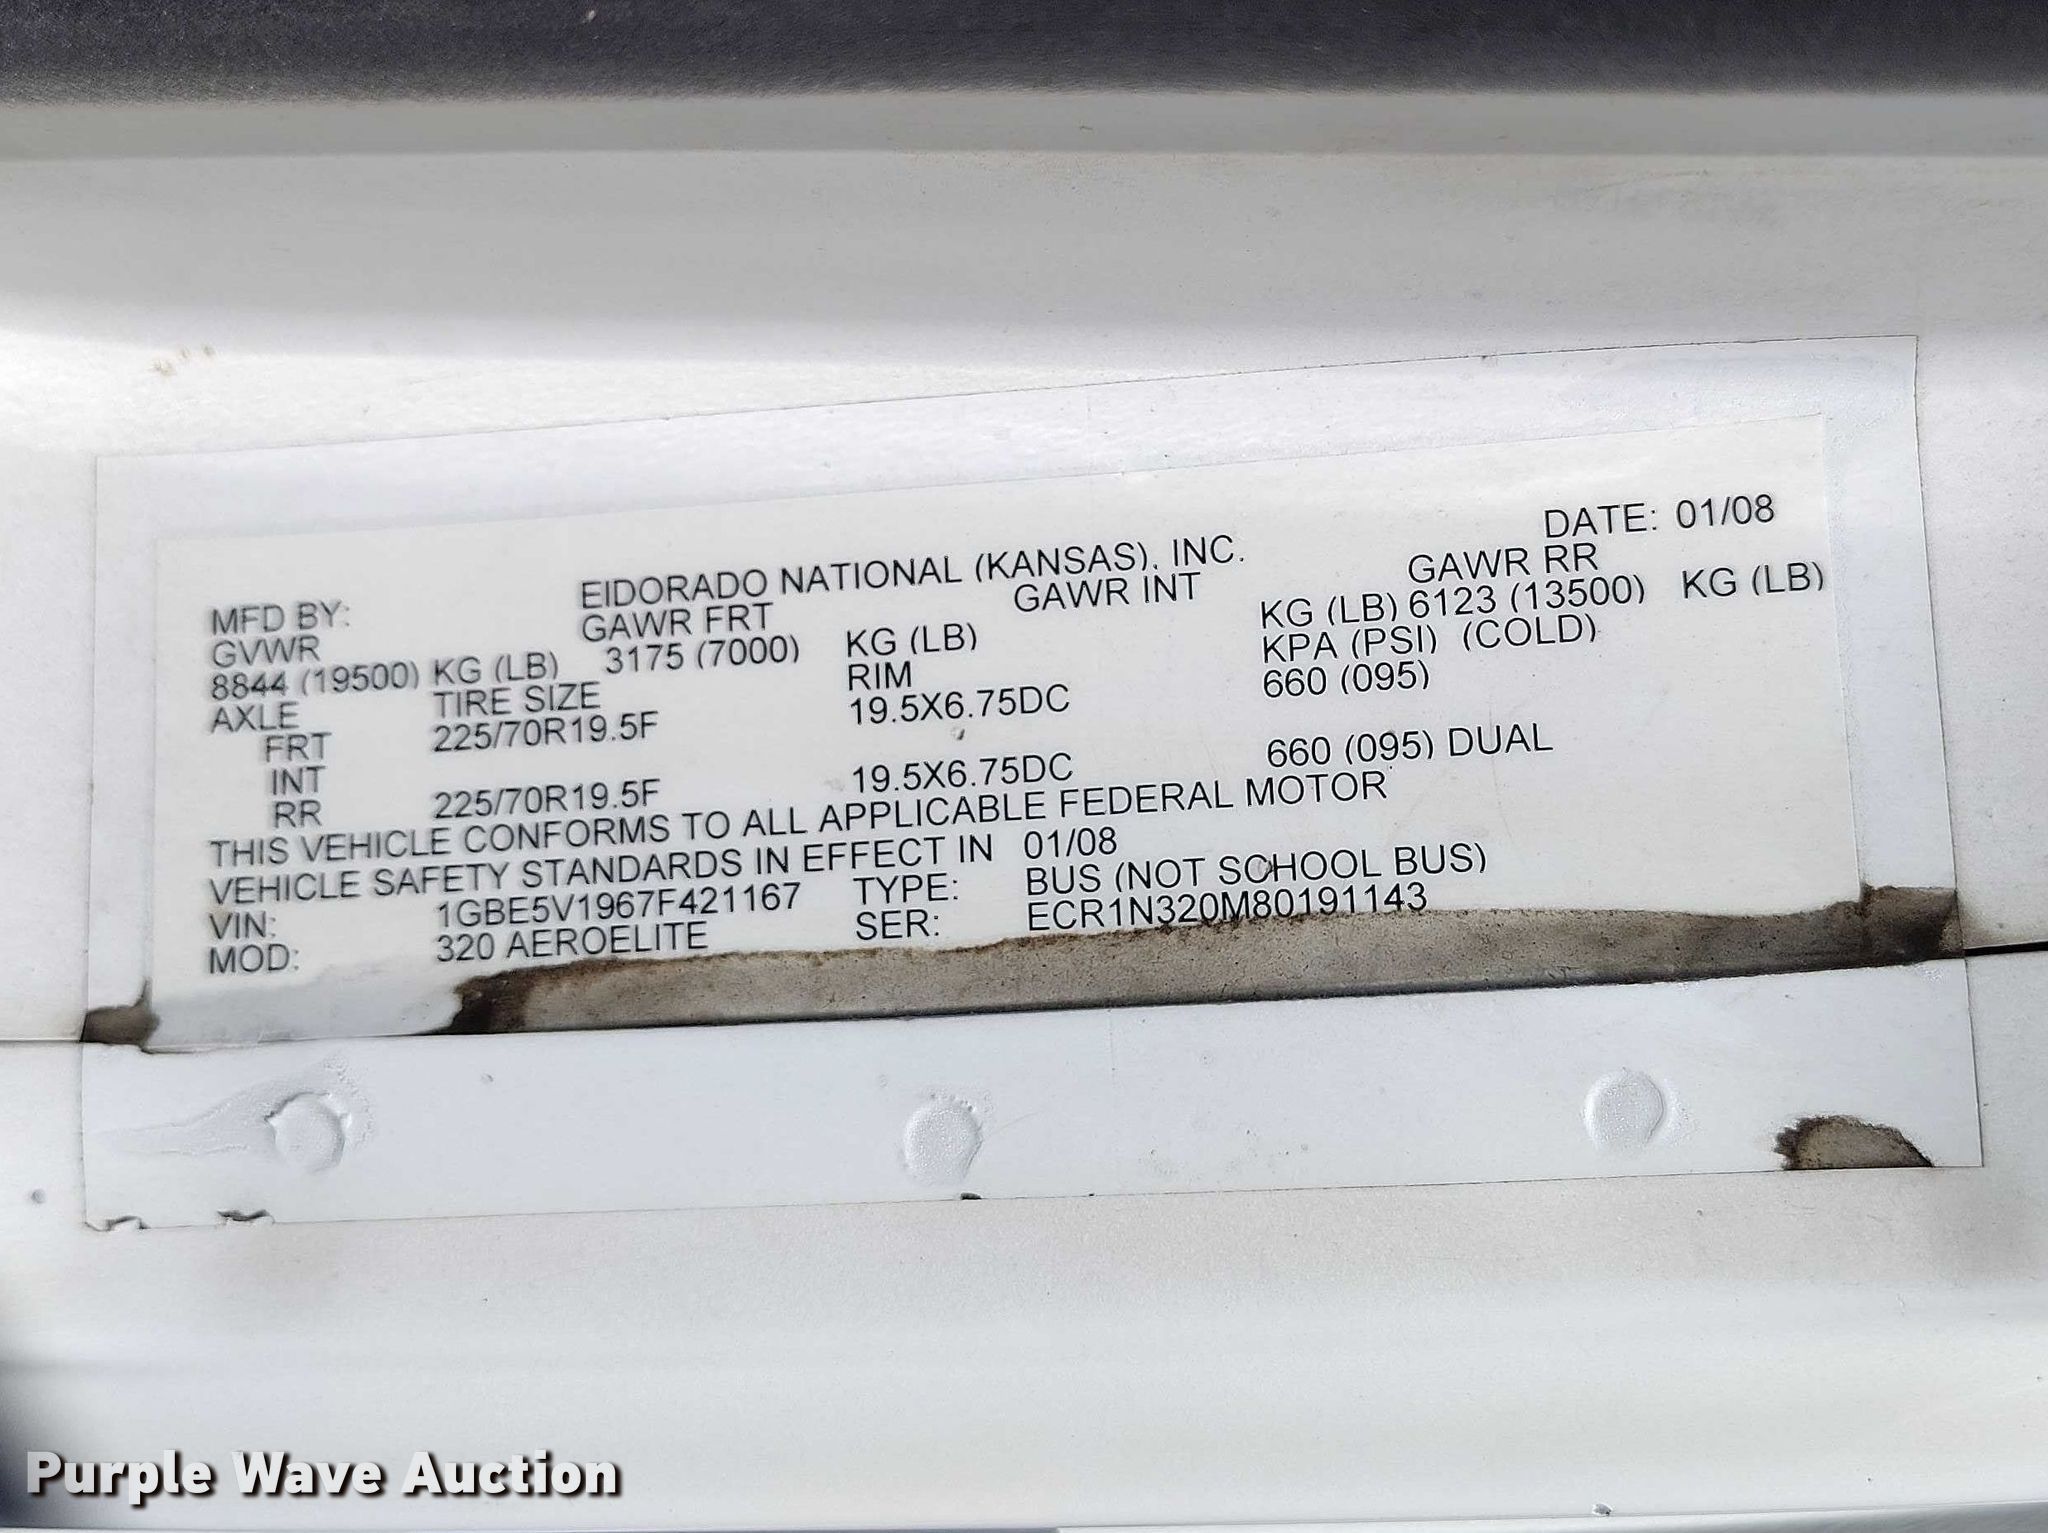 DATE: 01/08
MFD BY: EIDORADO NATIONAL (KANSAS), INC.
GVWR GAWR FRT GAWR INT GAWR RR
8844 (19500) KG (LB) 3175 (7000) KG (LB) KG (LB) 6123 (13500) KG (LB)
AXLE TIRE SIZE RIM KPA (PSI) (COLD)
FRT 225/70R19.5F 19.5X6.75DC 660 (095)
INT
RR 225/70R19.5F 19.5X6.75DC 660 (095) DUAL
THIS VEHICLE CONFORMS TO ALL APPLICABLE FEDERAL MOTOR
VEHICLE SAFETY STANDARDS IN EFFECT IN 01/08
VIN: 1GBE5V1967F421167 TYPE: BUS (NOT SCHOOL BUS)
MOD: 320 AEROELITE SER: ECR1N320M80191143
Purple Wave Auction